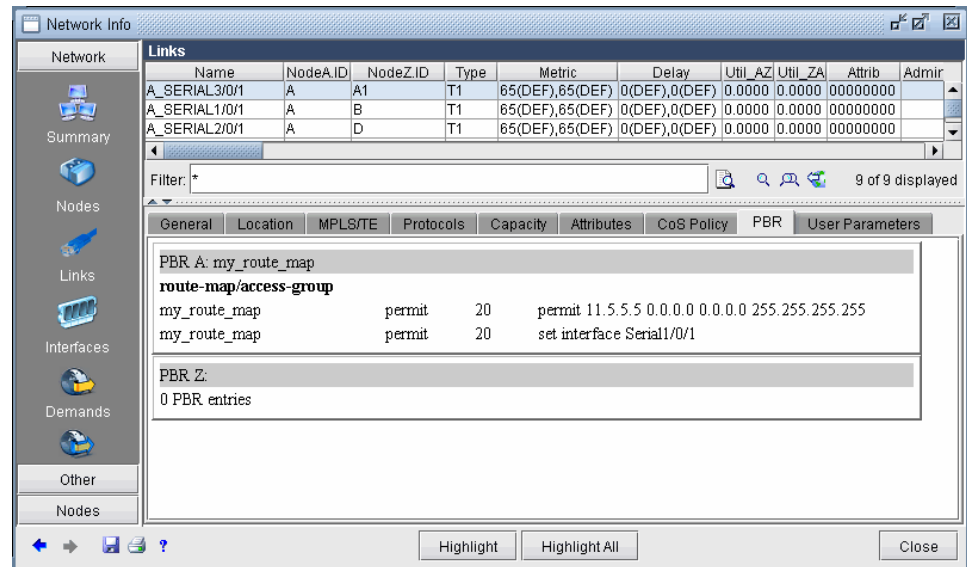 Network Info
Network
Summary
Nodes
Links
Interfaces
Demands
Other
Nodes
Links
Name NodeA.ID NodeZ.ID Type Metric Delay Util_AZ Util_ZA Attrib Admir
A_SERIAL3/0/1 A A1 T1 65(DEF),65(DEF) 0(DEF),0(DEF) 0.0000 0.0000 00000000
A_SERIAL1/0/1 A B T1 65(DEF),65(DEF) 0(DEF),0(DEF) 0.0000 0.0000 00000000
A_SERIAL2/0/1 A D T1 65(DEF),65(DEF) 0(DEF),0(DEF) 0.0000 0.0000 00000000
Filter: * 9 of 9 displayed
General Location MPLS/TE Protocols Capacity Attributes CoS Policy PBR User Parameters
PBR A: my_route_map
route-map/access-group
my_route_map permit 20 permit 11.5.5.5 0.0.0.0 0.0.0.0 255.255.255.255
my_route_map permit 20 set interface Serial1/0/1
PBR Z:
0 PBR entries
? Highlight Highlight All Close